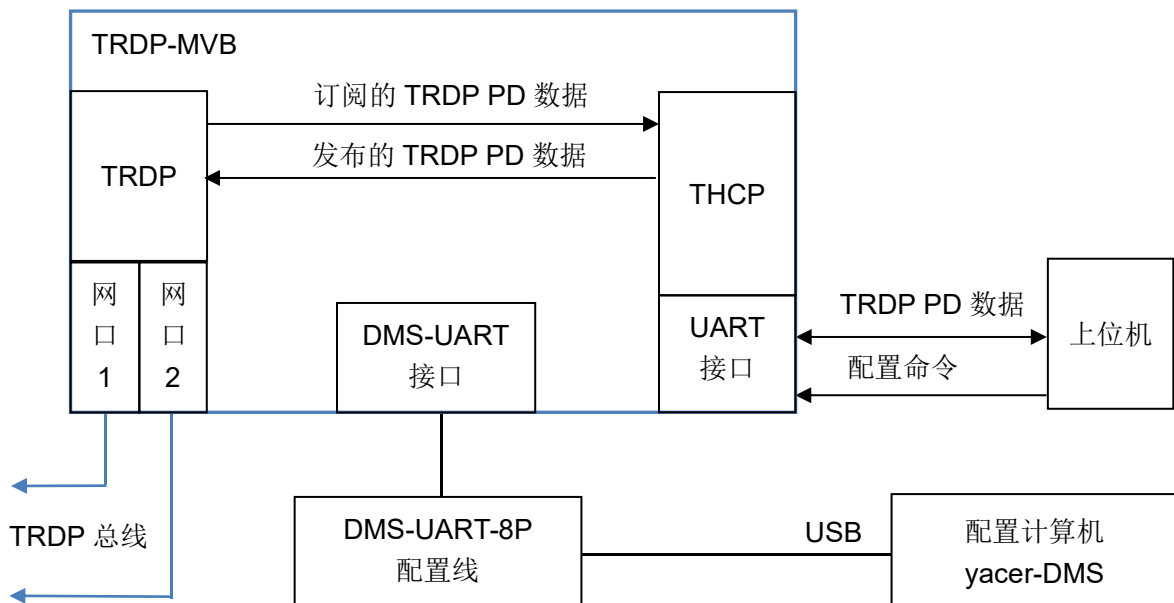 TRDP-MVB
订阅的 TRDP PD 数据
发布的 TRDP PD 数据
TRDP
THCP
网
口
1
网
口
2
DMS-UART
接口
UART
接口
TRDP PD 数据
配置命令
上位机
TRDP 总线
DMS-UART-8P
配置线
USB
配置计算机
yacer-DMS